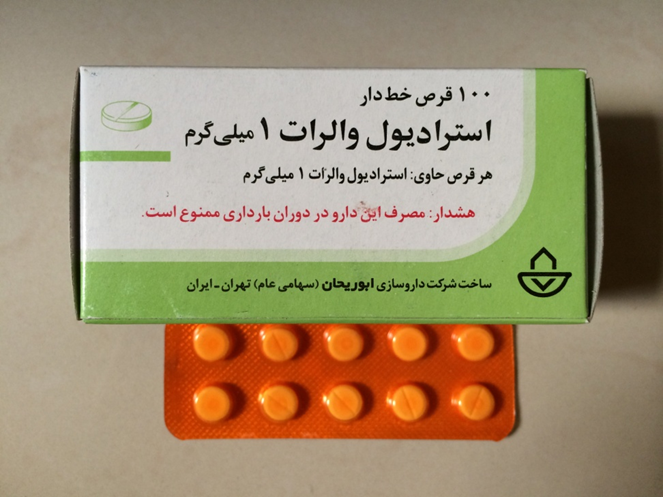 ۱۰۰ قرص خط دار
استرادیول والرات ۱ میلی‌گرم
هر قرص حاوی: استرادیول والرات ۱ میلی‌گرم
هشدار: مصرف این دارو در دوران بارداری ممنوع است.
ساخت شرکت داروسازی ابوریحان (سهامی عام) تهران - ایران